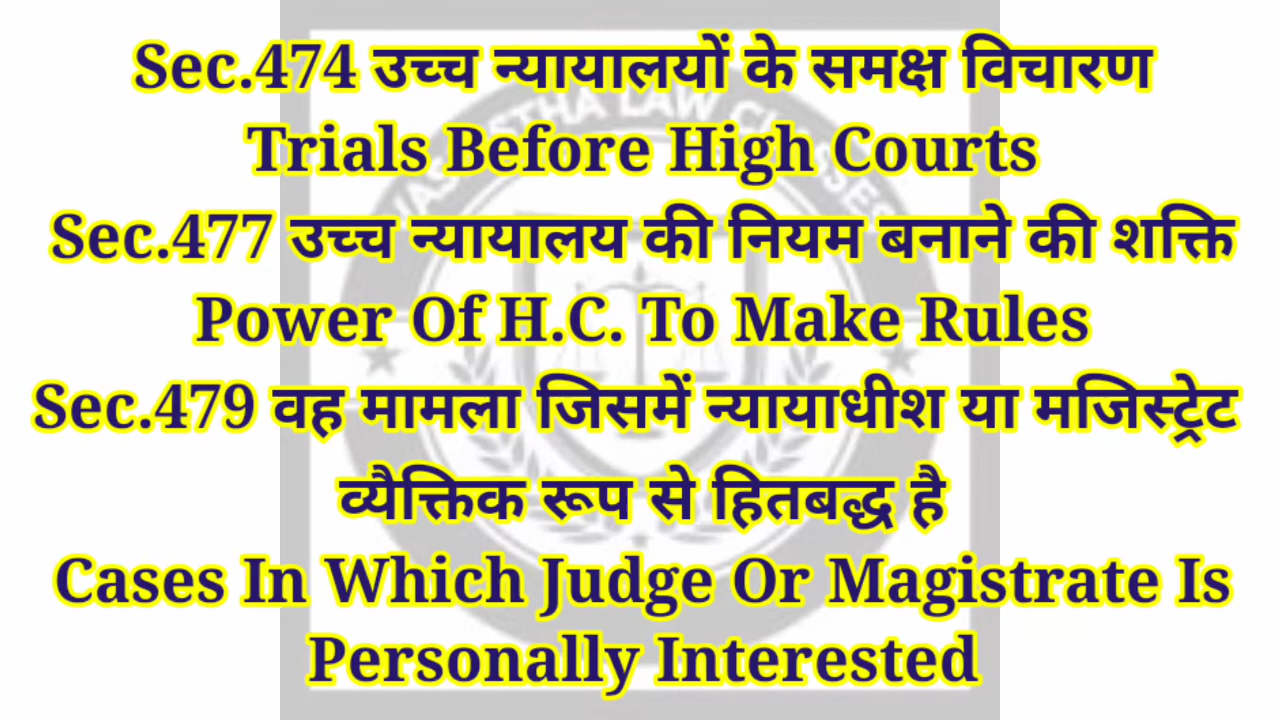 Sec.474 उच्च न्यायालयों के समक्ष विचारण
Trials Before High Courts
Sec.477 उच्च न्यायालय की नियम बनाने की शक्ति
Power Of H.C. To Make Rules
Sec.479 वह मामला जिसमें न्यायाधीश या मजिस्ट्रेट
व्यैक्तिक रूप से हितबद्ध है
Cases In Which Judge Or Magistrate Is
Personally Interested